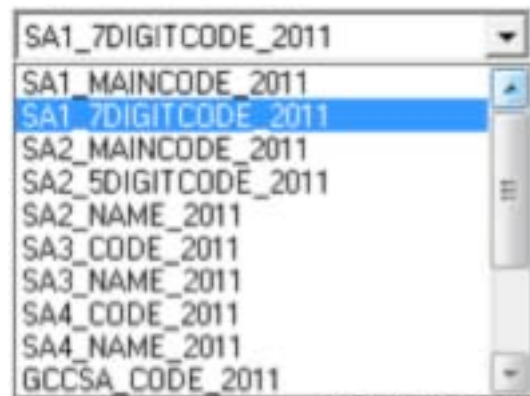 SA1_7DIGITCODE_2011
SA1_MAINCODE_2011
SA1_7DIGITCODE_2011
SA2_MAINCODE_2011
SA2_5DIGITCODE_2011
SA2_NAME_2011
SA3_CODE_2011
SA3_NAME_2011
SA4_CODE_2011
SA4_NAME_2011
GCCSA_CODE_2011